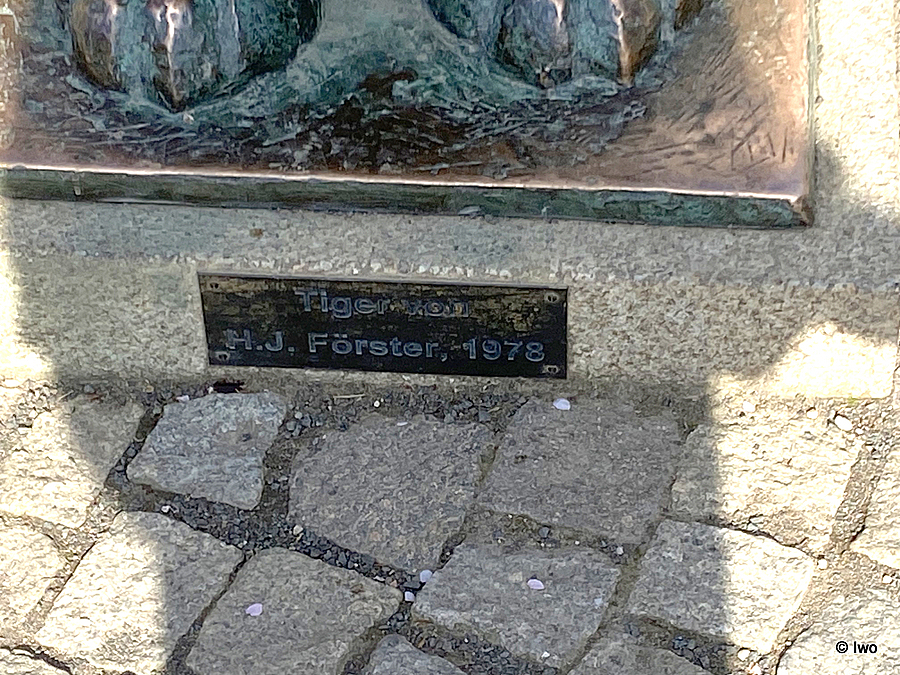 Tiger von
H.J. Förster, 1978
© Iwo